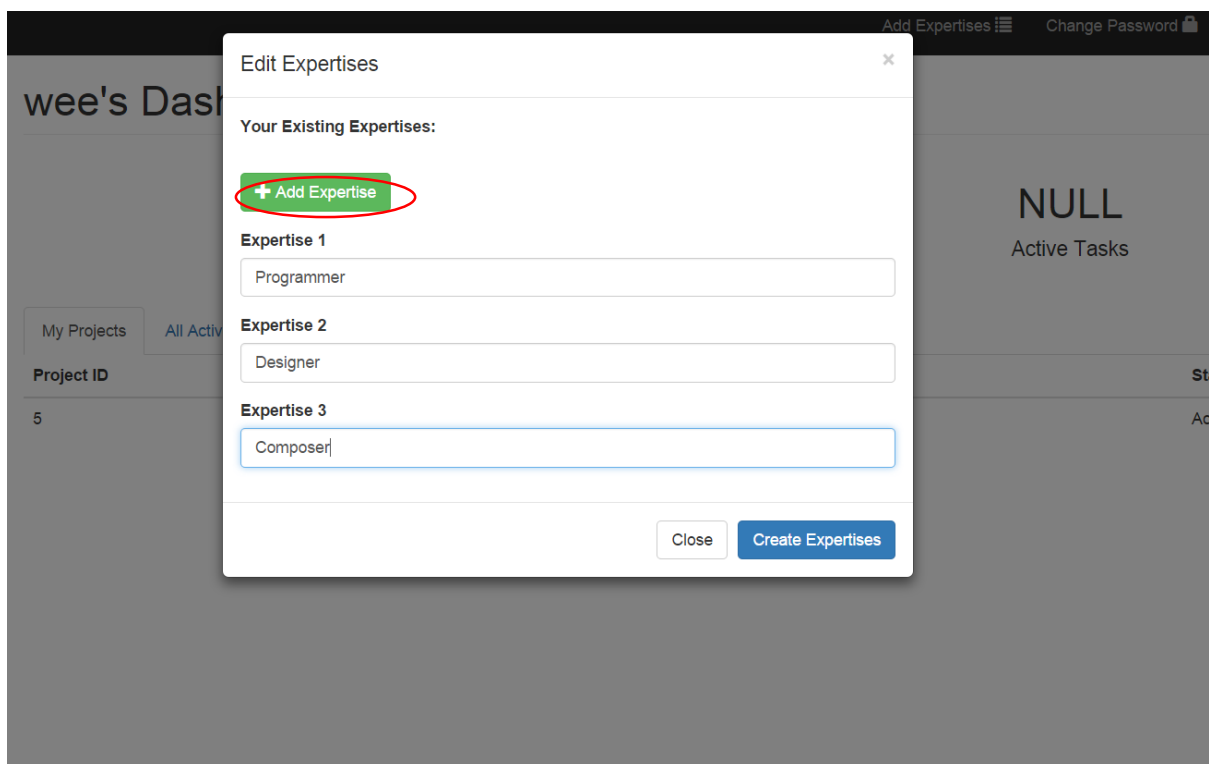 Add Expertises Change Password
Edit Expertises ×
wee's Dash
Your Existing Expertises:
Add Expertise
NULL
Active Tasks
Expertise 1
Programmer
My Projects All Activ
Expertise 2
Designer
Project ID St
Expertise 3
5 Ac
Composer
Close Create Expertises